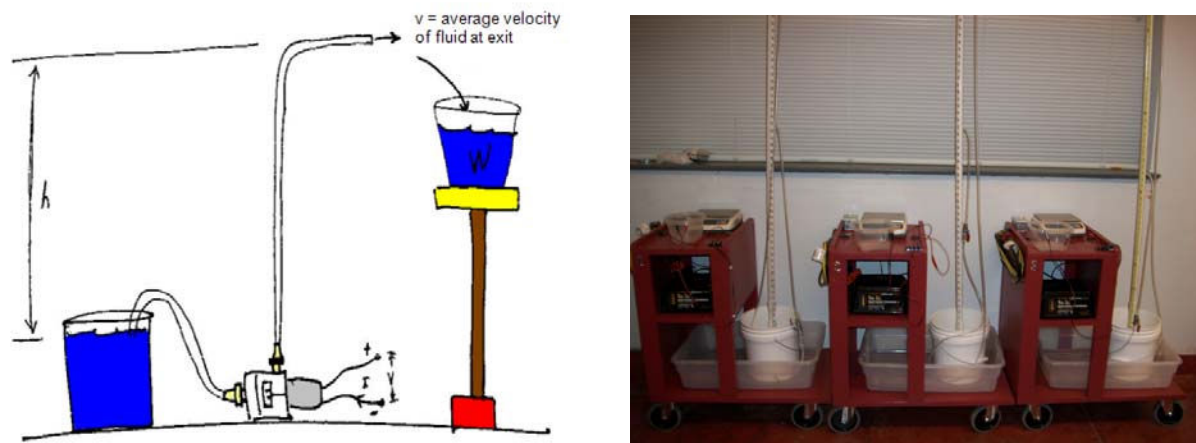 v = average velocity
of fluid at exit
h
W
+
I
V
-